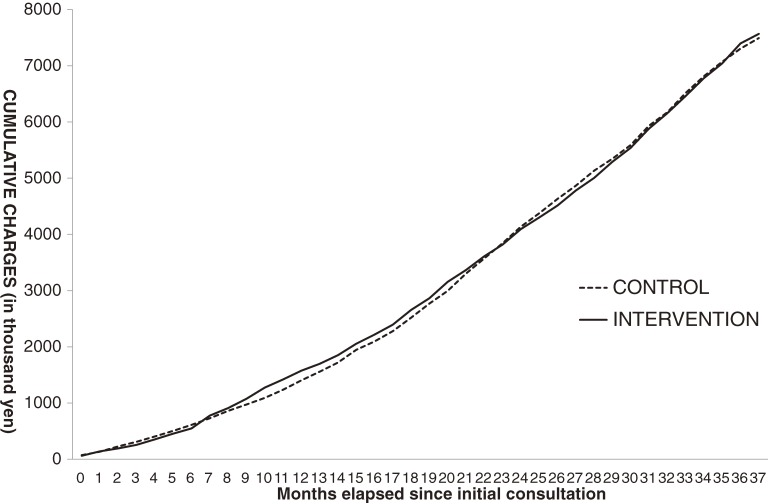 8000
7000
6000
5000
4000
3000
2000
1000
0
CUMULATIVE CHARGES (in thousand yen)
CONTROL
INTERVENTION
0 1 2 3 4 5 6 7 8 9 10 11 12 13 14 15 16 17 18 19 20 21 22 23 24 25 26 27 28 29 30 31 32 33 34 35 36 37
Months elapsed since initial consultation